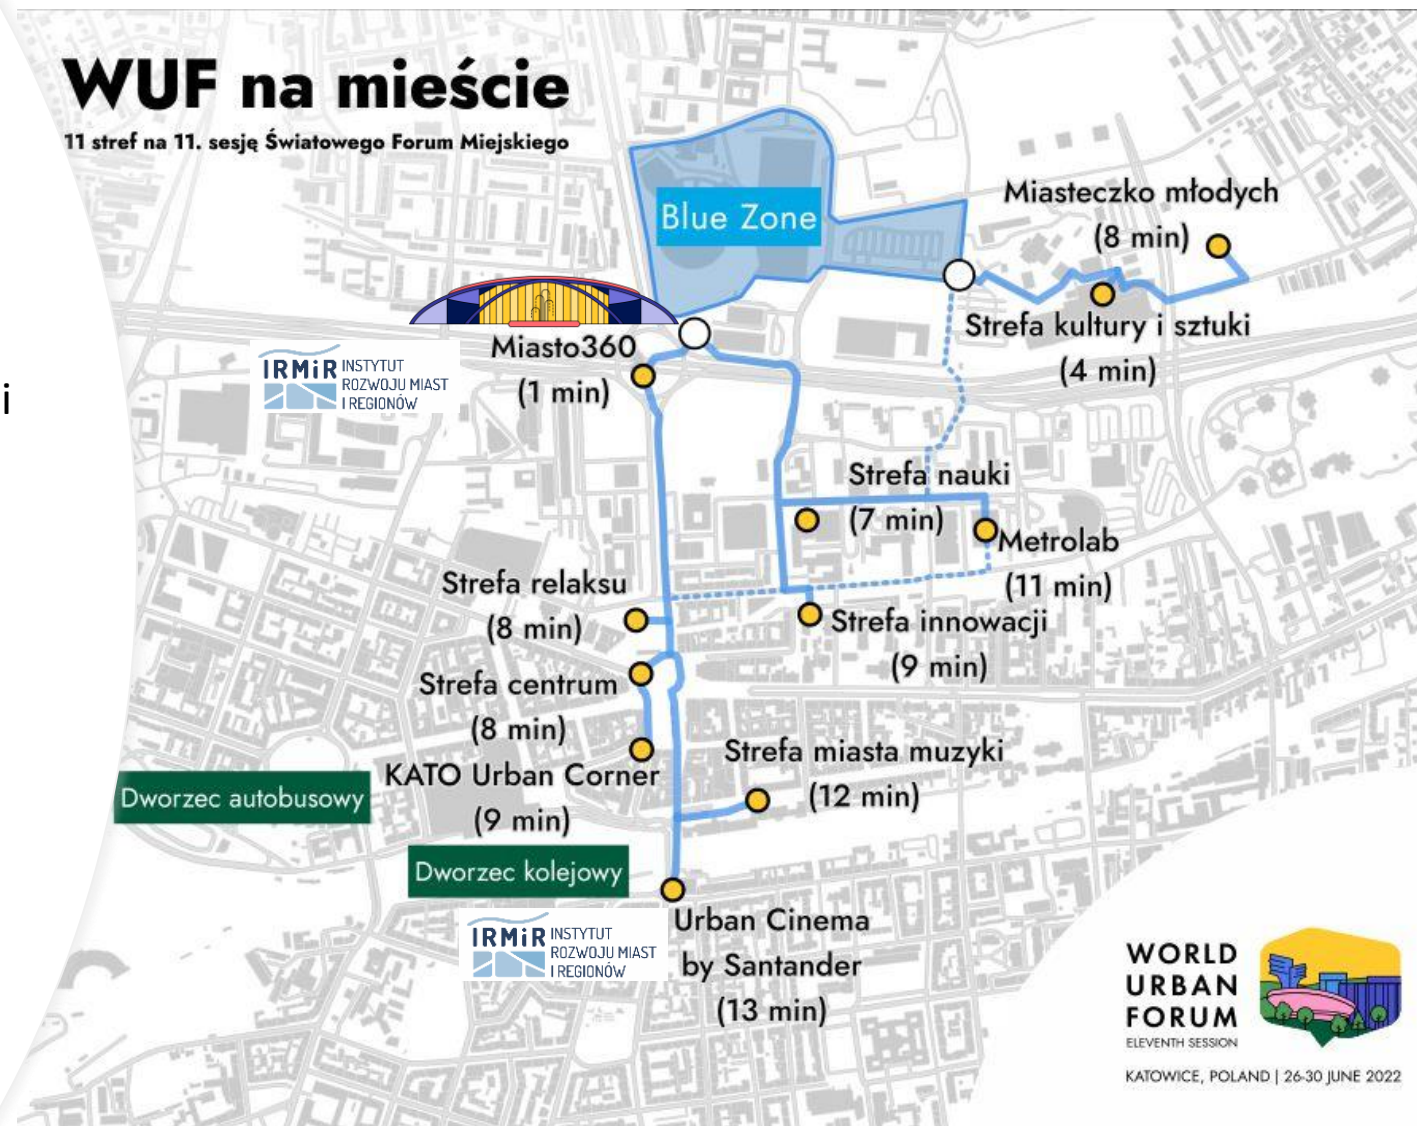 WUF na mieście
11 stref na 11. sesję Światowego Forum Miejskiego
Blue Zone
Miasteczko młodych
(8 min)
Strefa kultury i sztuki
(4 min)
Miasto360
(1 min)
IRMiR INSTYTUT
ROZWOJU MIAST
I REGIONÓW
i
Strefa nauki
(7 min)
Metrolab
(11 min)
Strefa relaksu
(8 min)
Strefa innowacji
(9 min)
Strefa centrum
(8 min)
Strefa miasta muzyki
(12 min)
KATO Urban Corner
(9 min)
Dworzec autobusowy
Dworzec kolejowy
IRMiR INSTYTUT
ROZWOJU MIAST
I REGIONÓW
Urban Cinema
by Santander
(13 min)
WORLD
URBAN
FORUM
ELEVENTH SESSION
KATOWICE, POLAND | 26-30 JUNE 2022